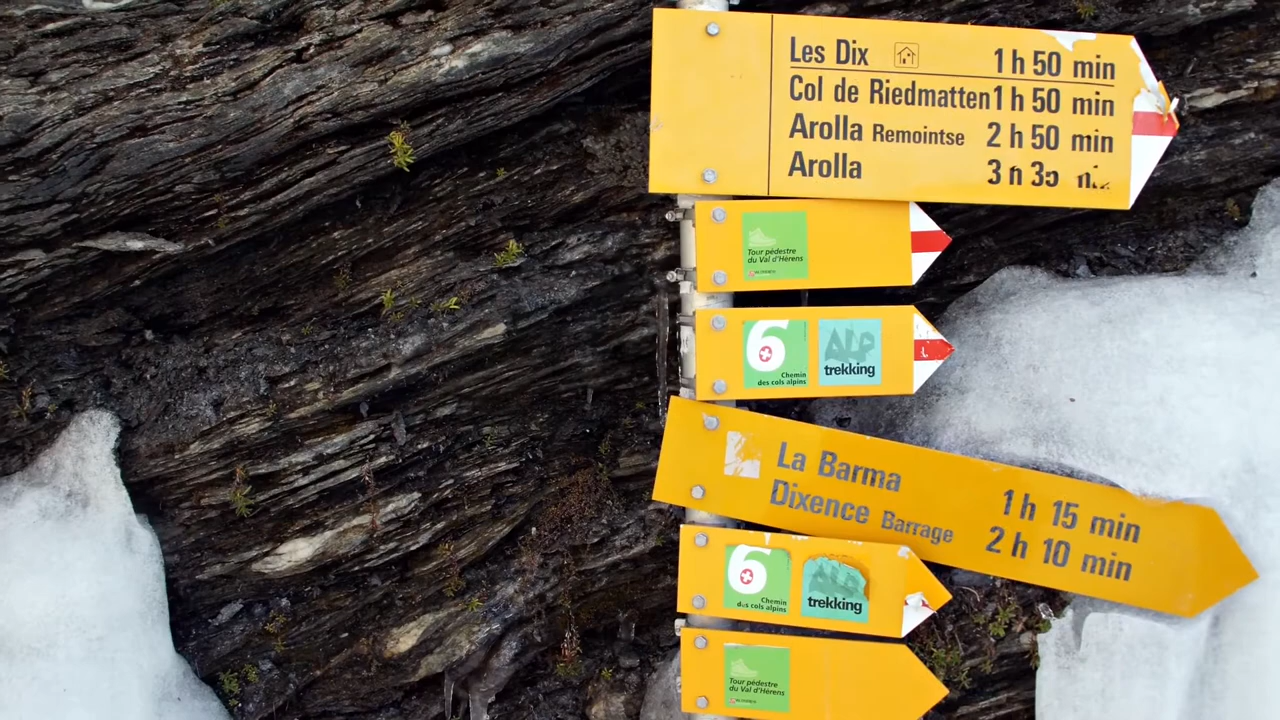 Les Dix 1 h 50 min
Col de Riedmatten 1 h 50 min
Arolla Remointse 2 h 50 min
Arolla 3 h
Tour pédestre
du Val d'Hérens
6
Chemin
des cols alpins
ALP
trekking
La Barma 1 h 15 min
Dixence Barrage 2 h 10 min
6
Chemin
des cols alpins
ALP
trekking
Tour pédestre
du Val d'Hérens